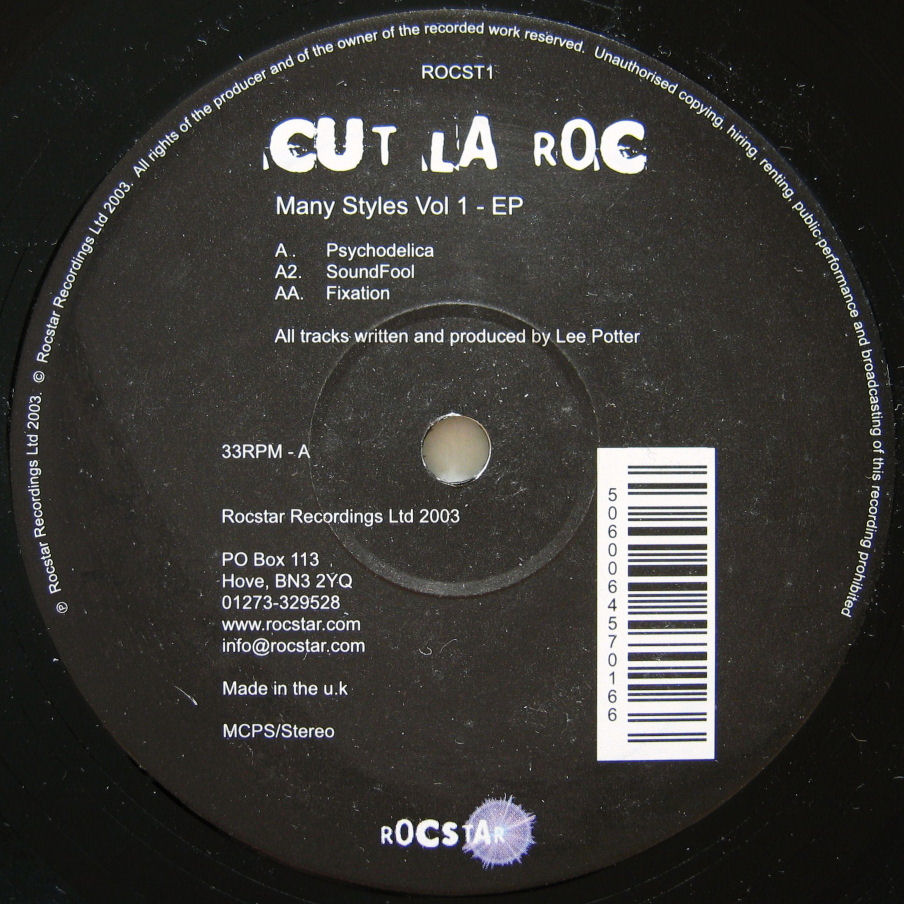 ℗ Rocstar Recordings Ltd 2003. © Rocstar Recordings Ltd 2003. All rights of the producer and of the owner of the recorded work reserved. Unauthorised copying, hiring, renting, public performance and broadcasting of this recording prohibited
ROCST1
CUT LA ROC
Many Styles Vol 1 - EP
A . Psychodelica
A2. SoundFool
AA. Fixation
All tracks written and produced by Lee Potter
33RPM - A
Rocstar Recordings Ltd 2003
PO Box 113
Hove, BN3 2YQ
01273-329528
www.rocstar.com
info@rocstar.com
Made in the u.k
MCPS/Stereo
50600064570166
ROCSTAR